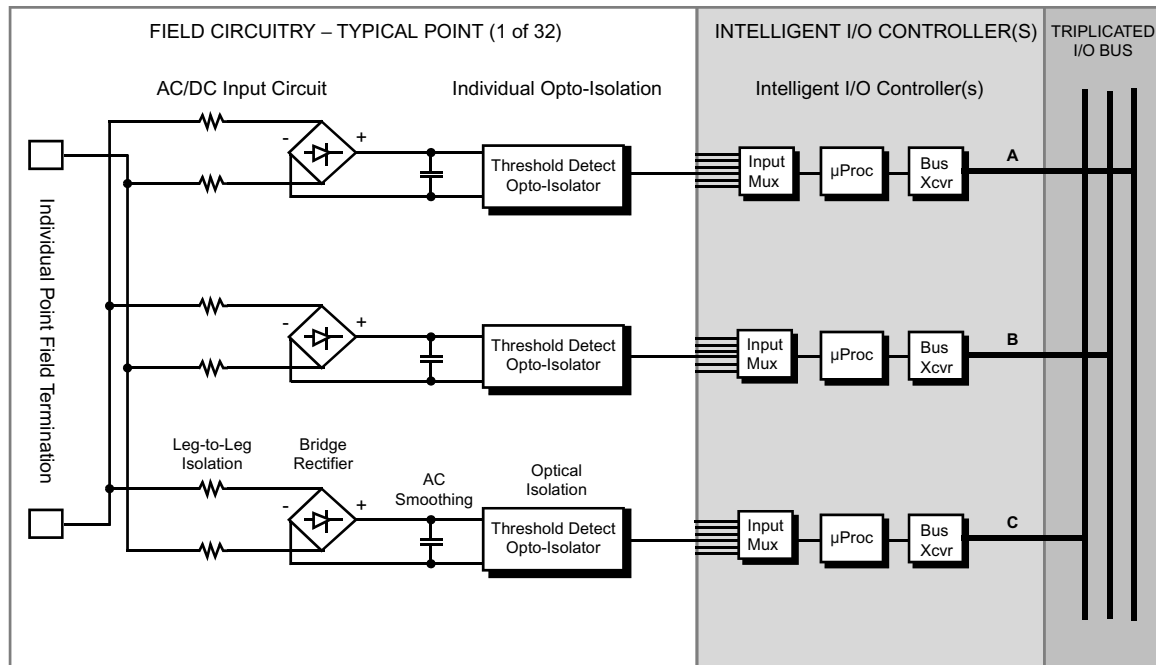 FIELD CIRCUITRY – TYPICAL POINT (1 of 32)
INTELLIGENT I/O CONTROLLER(S)
TRIPLICATED
I/O BUS
AC/DC Input Circuit
Individual Opto-Isolation
Intelligent I/O Controller(s)
Individual Point Field Termination
-
+
Threshold Detect
Opto-Isolator
Input
Mux
µProc
Bus
Xcvr
A
-
+
Threshold Detect
Opto-Isolator
Input
Mux
µProc
Bus
Xcvr
B
Leg-to-Leg
Isolation
Bridge
Rectifier
AC
Smoothing
Optical
Isolation
-
+
Threshold Detect
Opto-Isolator
Input
Mux
µProc
Bus
Xcvr
C